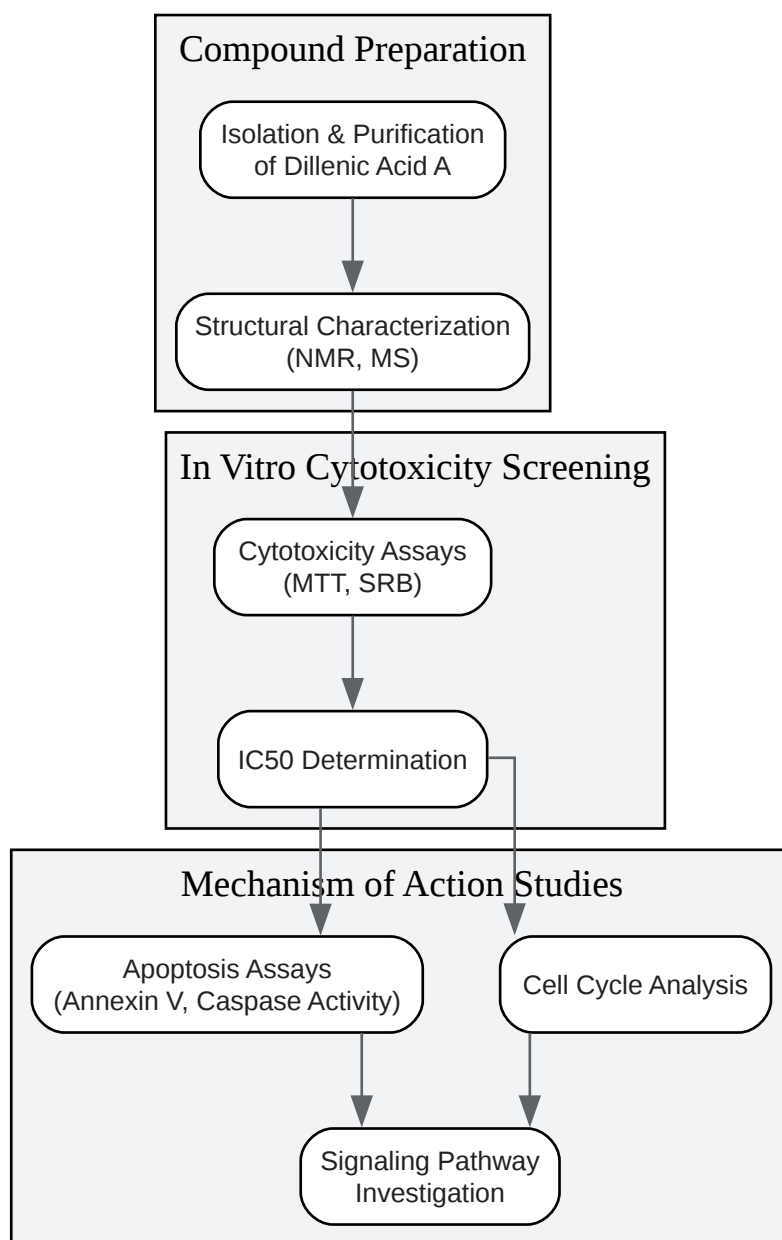 Compound Preparation
Isolation & Purification
of Dillenic Acid A
Structural Characterization
(NMR, MS)
In Vitro Cytotoxicity Screening
Cytotoxicity Assays
(MTT, SRB)
IC50 Determination
Mechanism of Action Studies
Apoptosis Assays
(Annexin V, Caspase Activity)
Cell Cycle Analysis
Signaling Pathway
Investigation